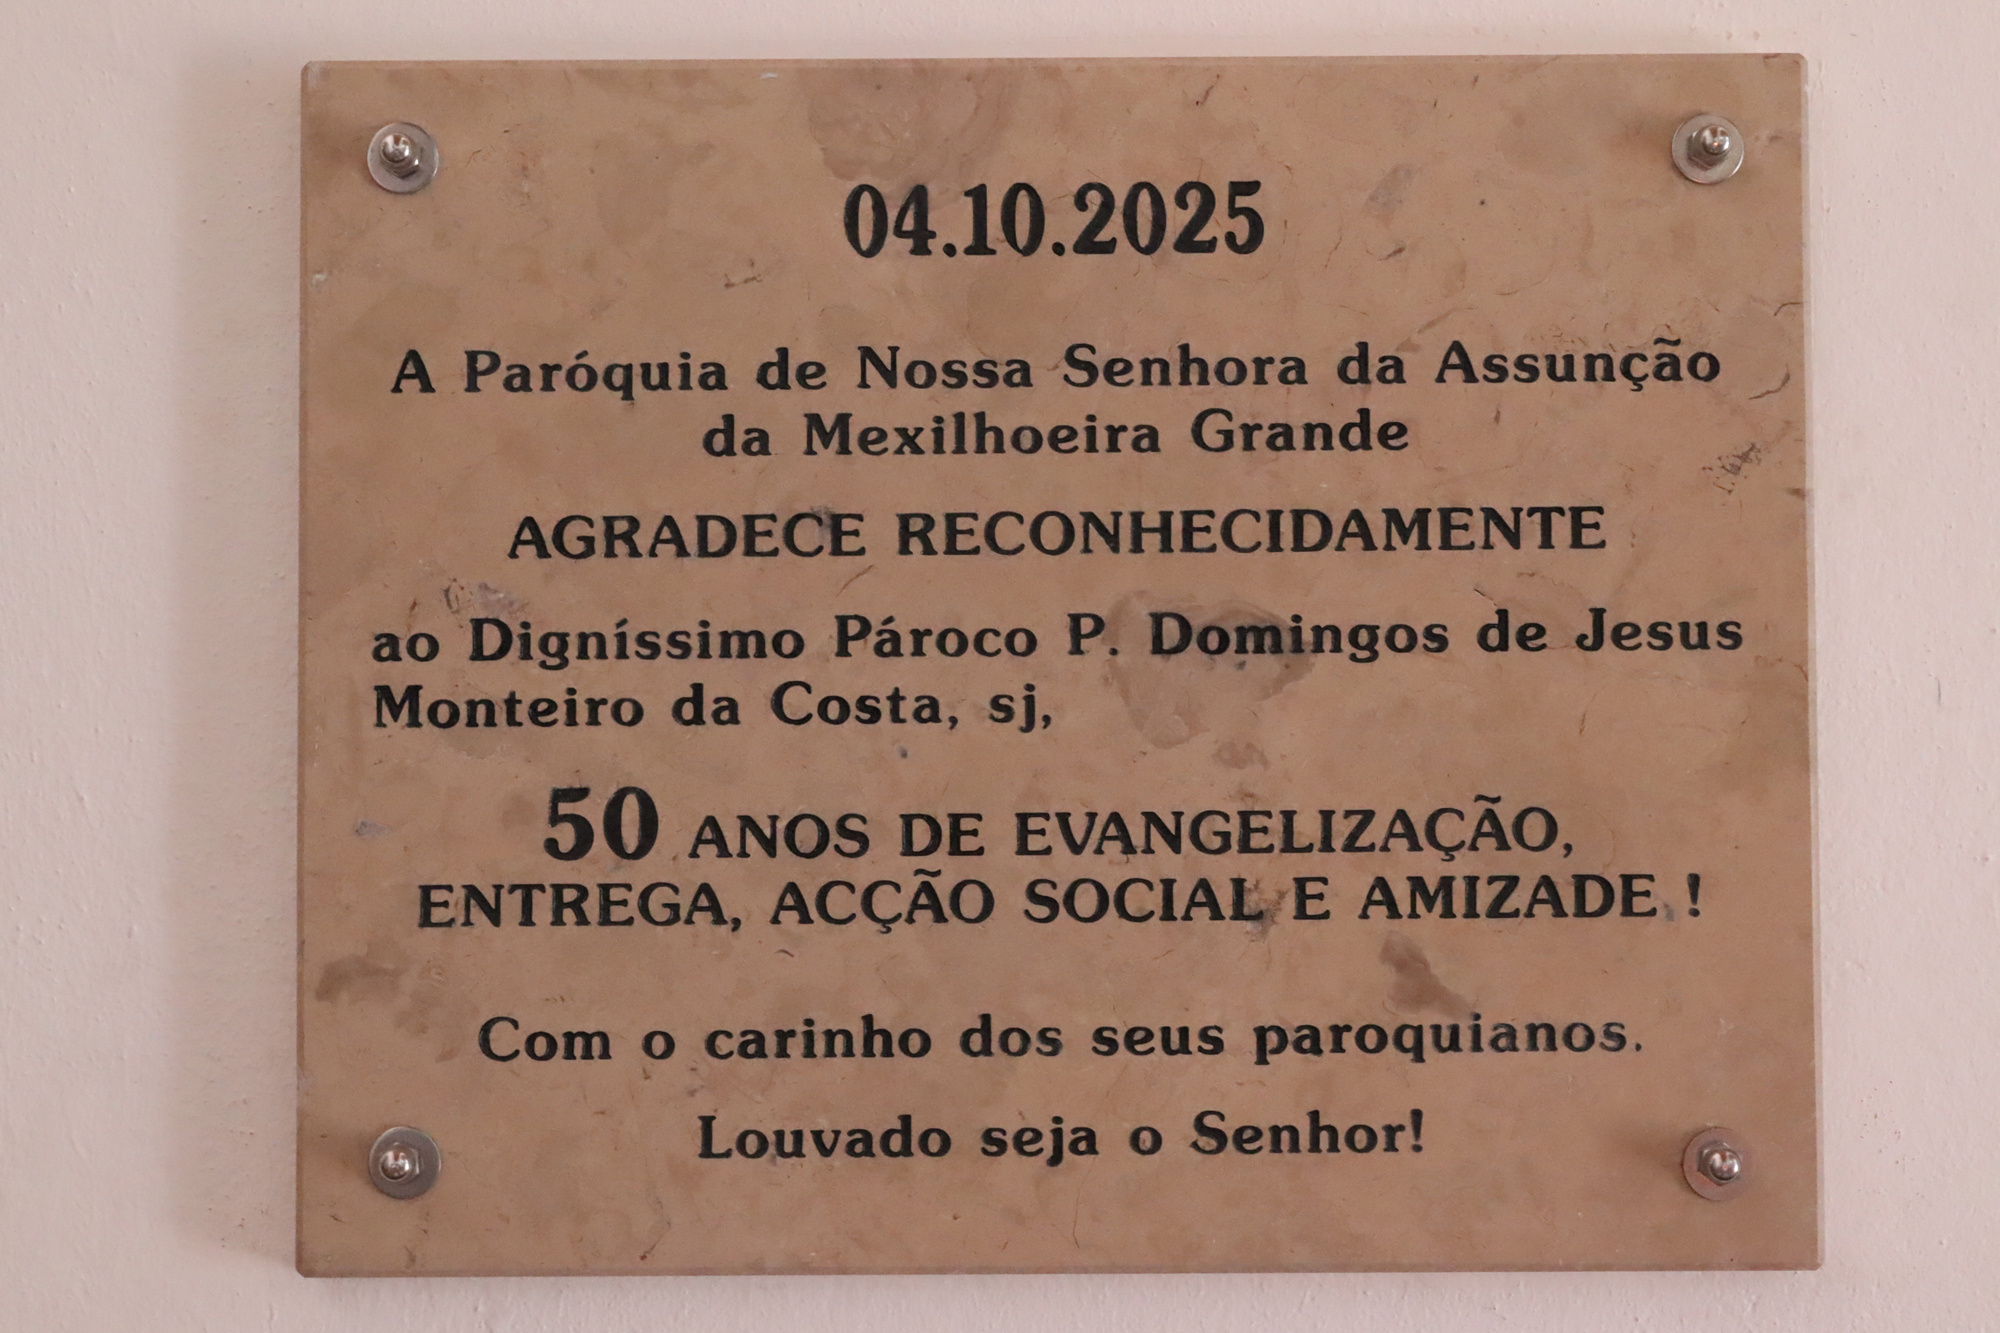 04.10.2025
A Paróquia de Nossa Senhora da Assunção
da Mexilhoeira Grande
AGRADECE RECONHECIDAMENTE
ao Digníssimo Pároco P. Domingos de Jesus
Monteiro da Costa, sj,
50 ANOS DE EVANGELIZAÇÃO,
ENTREGA, ACÇÃO SOCIAL E AMIZADE !
Com o carinho dos seus paroquianos.
Louvado seja o Senhor!